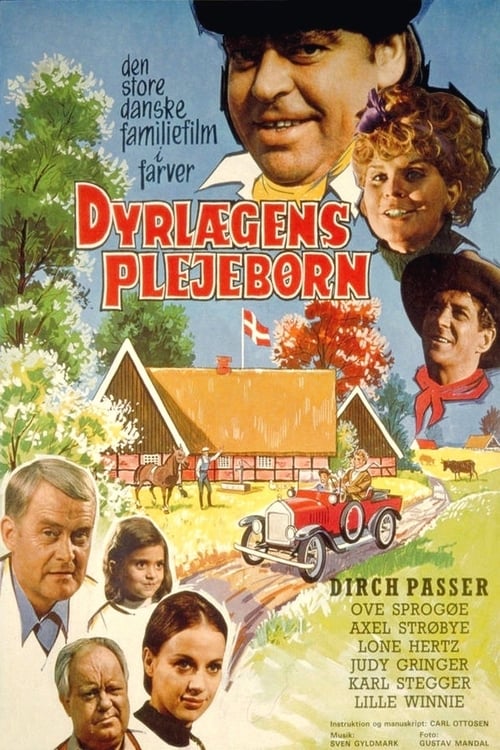 den
store
danske
familiefilm
i
farver
DYRLÆGENS
PLEJEBØRN
DIRCH PASSER
OVE SPROGØE
AXEL STRØBYE
LONE HERTZ
JUDY GRINGER
KARL STEGGER
LILLE WINNIE
Instruktion og manuskript: CARL OTTOSEN
Musik: Foto:
SVEN GYLDMARK GUSTAV MANDAL